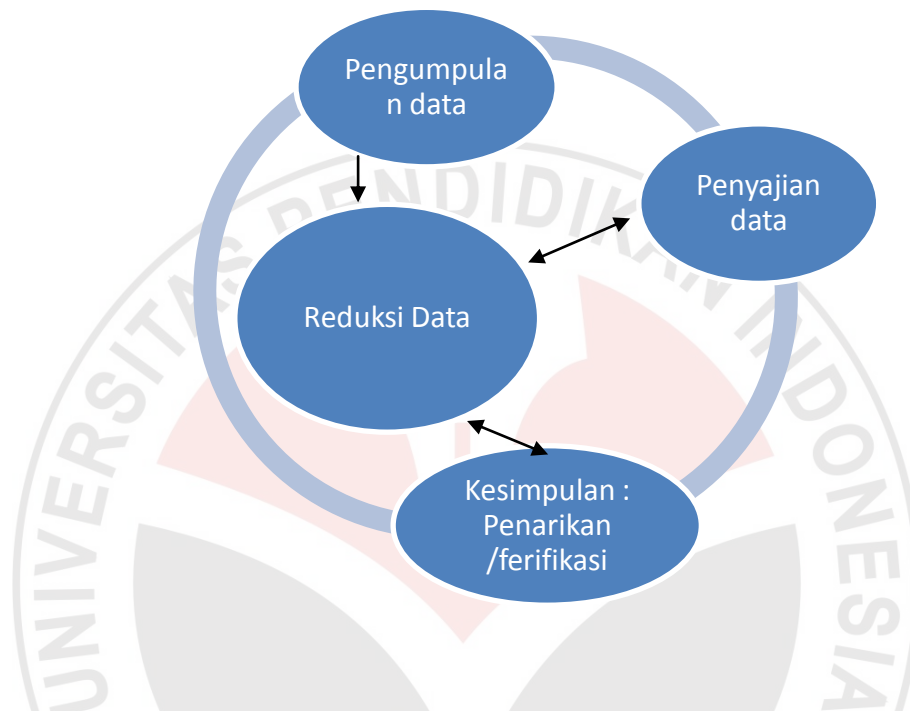 Pengumpula
n data
Penyajian
data
Reduksi Data
Kesimpulan :
Penarikan
/ferifikasi
UNIVERSITAS PENDIDIKAN INDONESIA